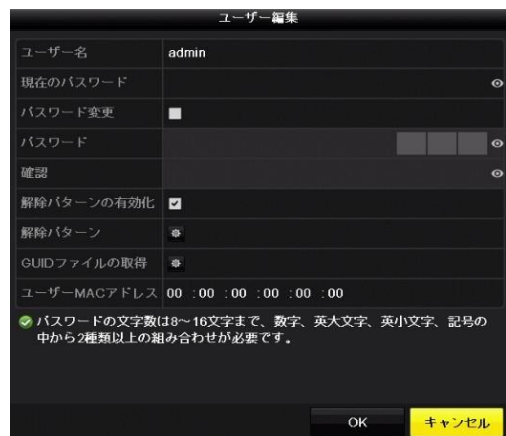 ユーザー編集
ユーザー名 admin
現在のパスワード
パスワード変更
パスワード
確認
解除パターンの有効化
解除パターン
GUIDファイルの取得
ユーザーMACアドレス 00 :00 :00 :00 :00 :00
パスワードの文字数は8～16文字まで、数字、英大文字、英小文字、記号の
中から2種類以上の組み合わせが必要です。
OK キャンセル